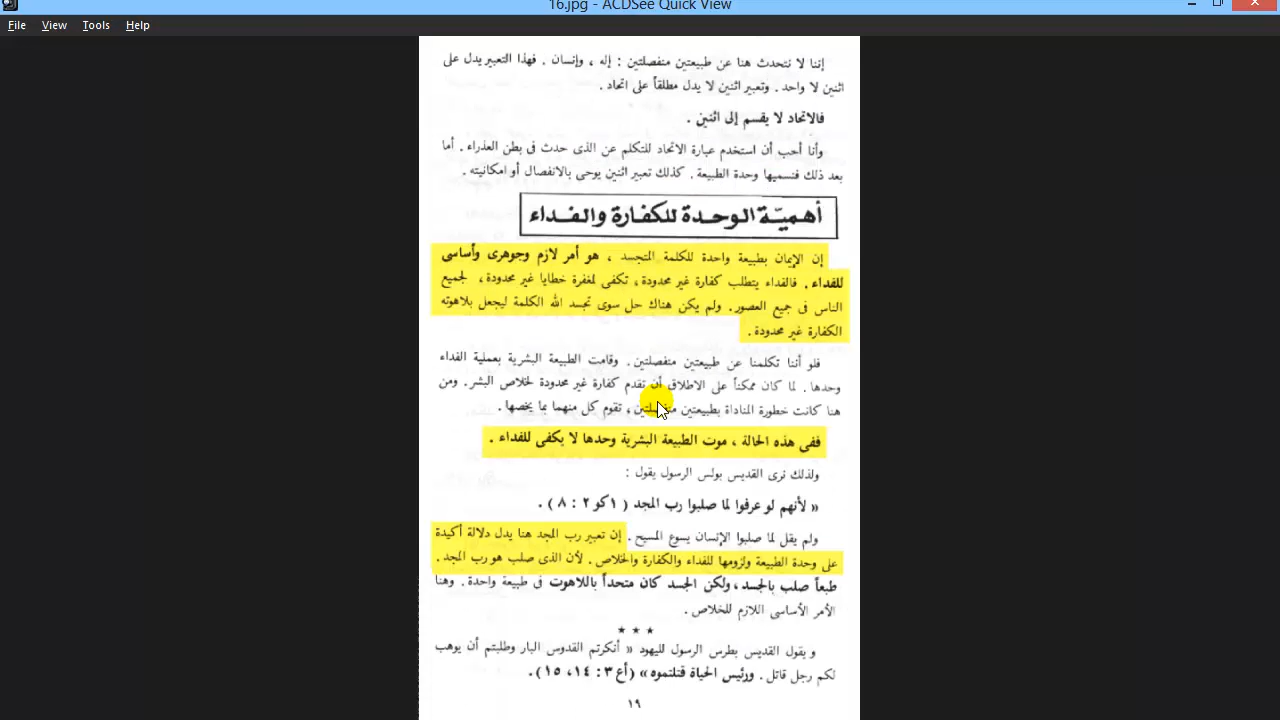 16.jpg - ACDSee Quick View
File View Tools Help
إننا لا نتحدث هنا عن طبيعتين منفصلتين : إله ، وإنسان . فهذا التعبير يدل على
اثنين لا واحد . وتعبير اثنين لا يدل مطلقاً على اتحاد .
فالاتحاد لا يقسم إلى اثنين .
وأنا أحب أن استخدم عبارة الاتحاد للتكلم عن الذى حدث فى بطن العذراء . أما
بعد ذلك فنسميها وحدة الطبيعة . كذلك تعبير اثنين يوحى بالانفصال أو امكانيته .
أهميّة الوحدة للكفارة والفداء
إن الإيمان بطبيعة واحدة للكلمة المتجسد ، هو أمر لازم وجوهرى وأساسى
للفداء . فالفداء يتطلب كفارة غير محدودة ، تكفى لمغفرة خطايا غير محدودة ، لجميع
الناس فى جميع العصور . ولم يكن هناك حل سوى تجسد الله الكلمة ليجعل بلاهوته
الكفارة غير محدودة .
فلو أننا تكلمنا عن طبيعتين منفصلتين . وقامت الطبيعة البشرية بعملية الفداء
وحدها . لما كان ممكناً على الاطلاق أن تقدم كفارة غير محدودة لخلاص البشر . ومن
هنا كانت خطورة المناداة بطبيعتين منفصلتين ، تقوم كل منهما بما يخصها .
ففى هذه الحالة ، موت الطبيعة البشرية وحدها لا يكفى للفداء .
ولذلك نرى القديس بولس الرسول يقول :
« لأنهم لو عرفوا لما صلبوا رب المجد ( ١كو ٢ : ٨ ) .
ولم يقل لما صلبوا الإنسان يسوع المسيح . إن تعبير رب المجد هنا يدل دلالة أكيدة
على وحدة الطبيعة ولزومها للفداء والكفارة والخلاص . لأن الذى صلب هو رب المجد .
طبعاً صلب بالجسد ، ولكن الجسد كان متحداً باللاهوت فى طبيعة واحدة . وهنا
الأمر الأساسى اللازم للخلاص .
★ ★ ★
ويقول القديس بطرس الرسول لليهود « أنكرتم القدوس البار وطلبتم أن يوهب
لكم رجل قاتل . ورئيس الحياة قتلتموه » (أع ٣ : ١٤، ١٥) .
١٩